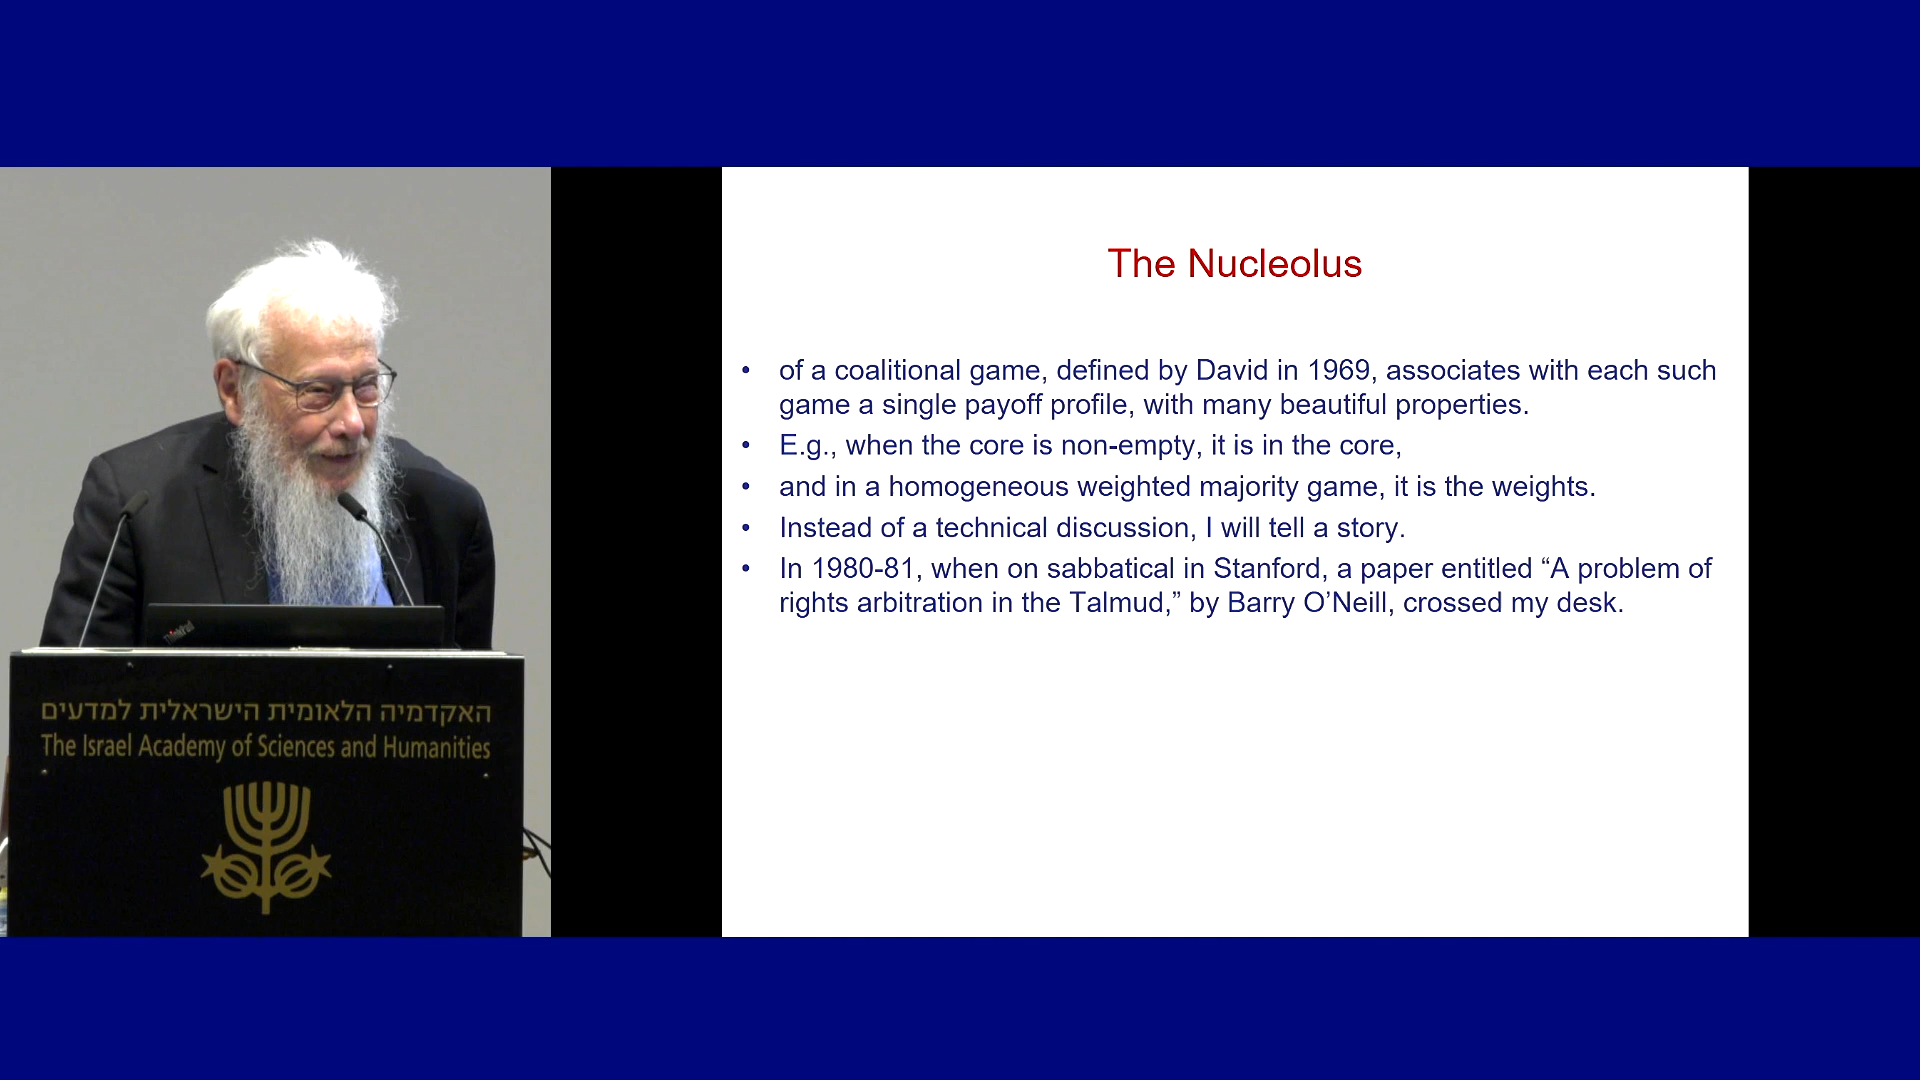 The Nucleolus
• of a coalitional game, defined by David in 1969, associates with each such
game a single payoff profile, with many beautiful properties.
• E.g., when the core is non-empty, it is in the core,
• and in a homogeneous weighted majority game, it is the weights.
• Instead of a technical discussion, I will tell a story.
• In 1980-81, when on sabbatical in Stanford, a paper entitled “A problem of
rights arbitration in the Talmud,” by Barry O’Neill, crossed my desk.
ThinkPad
האקדמיה הלאומית הישראלית למדעים
The Israel Academy of Sciences and Humanities